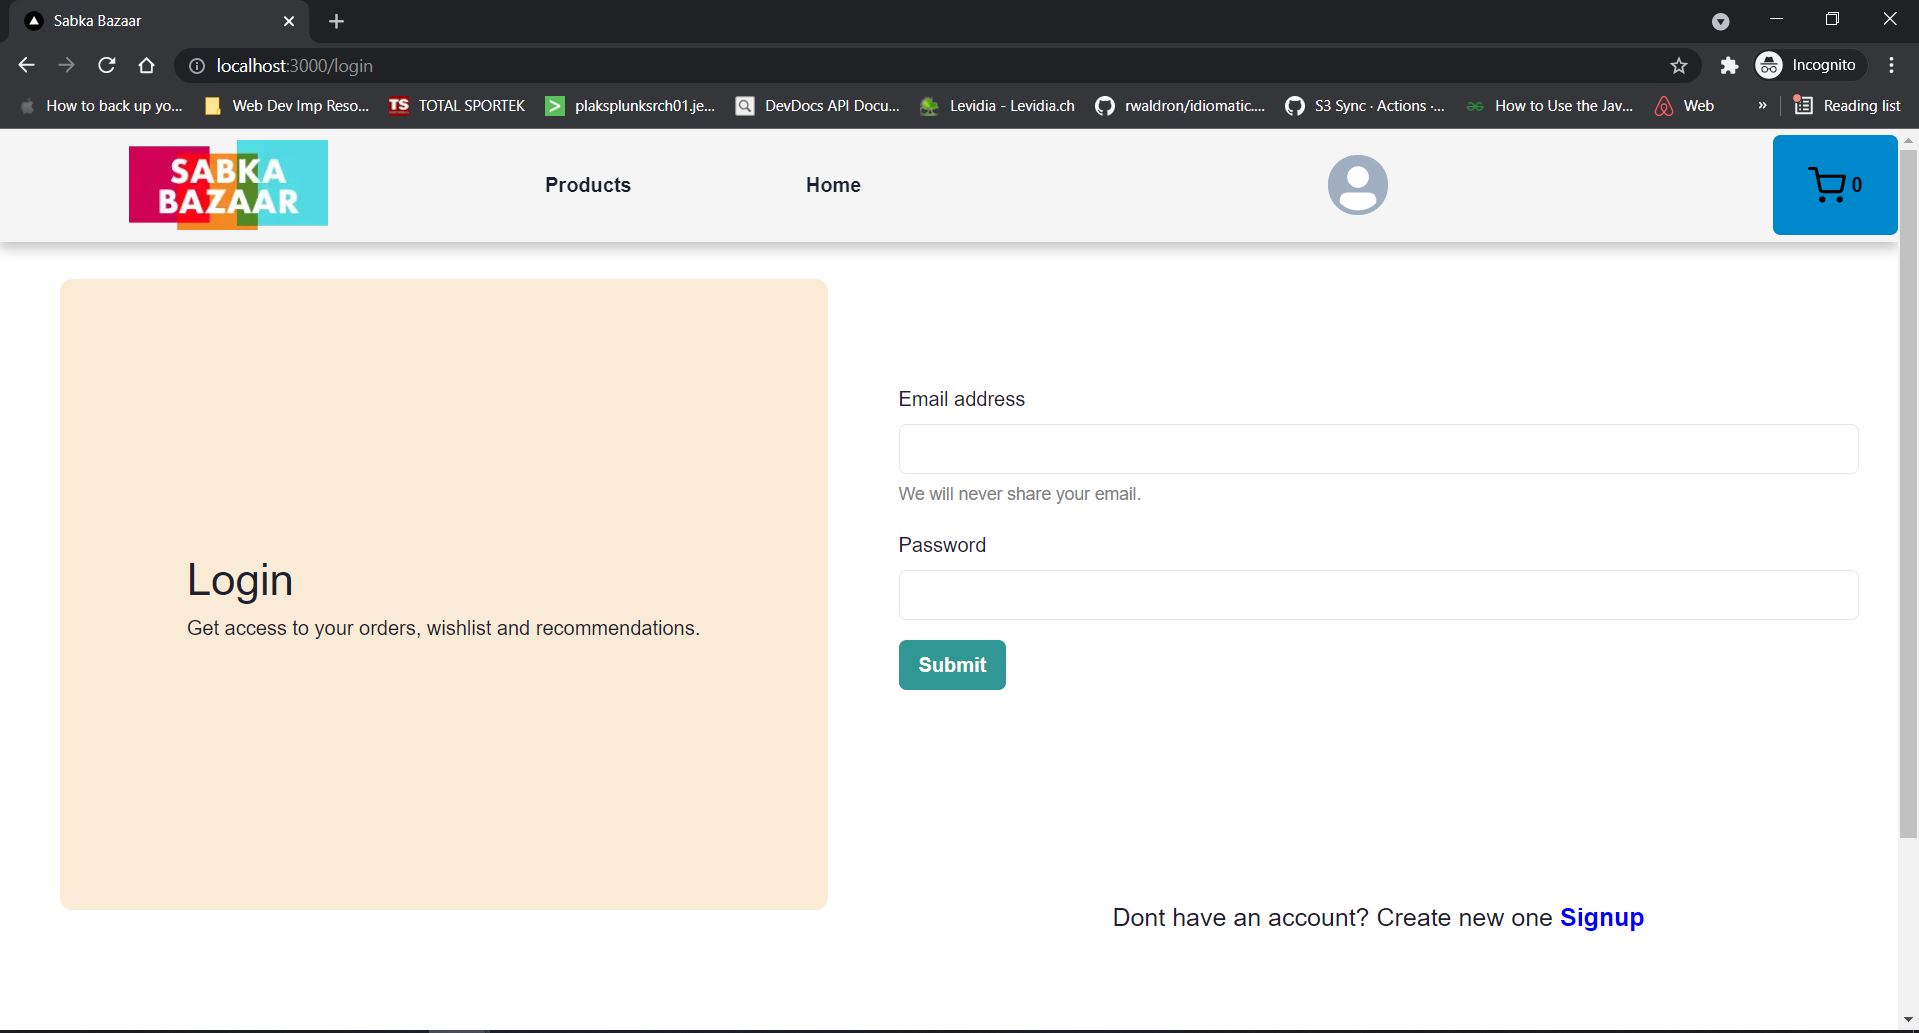 Sabka Bazaar
localhost:3000/login
Incognito
How to back up yo...
Web Dev Imp Reso...
TS TOTAL SPORTEK
plaksplunksrch01.je...
DevDocs API Docu...
Levidia - Levidia.ch
rwaldron/idiomatic....
S3 Sync · Actions ·...
How to Use the Jav...
Web
»
Reading list
SABKA
BAZAAR
Products
Home
0
Login
Get access to your orders, wishlist and recommendations.
Email address
We will never share your email.
Password
Submit
Dont have an account? Create new one Signup